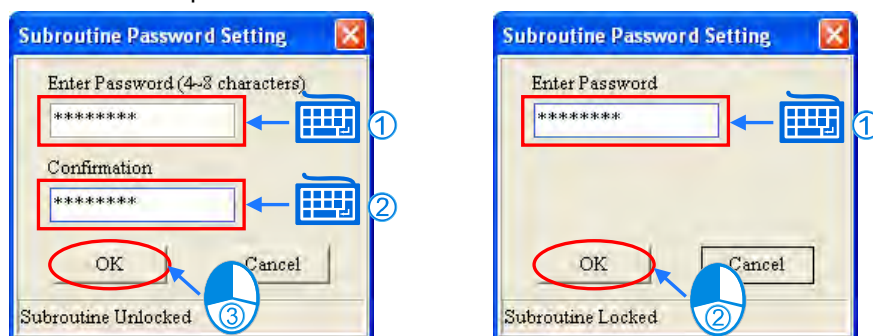 Subroutine Password Setting
Enter Password (4~8 characters)
********
①
Confirmation
********
②
OK
Cancel
③
Subroutine Unlocked
Subroutine Password Setting
Enter Password
********
①
OK
Cancel
②
Subroutine Locked